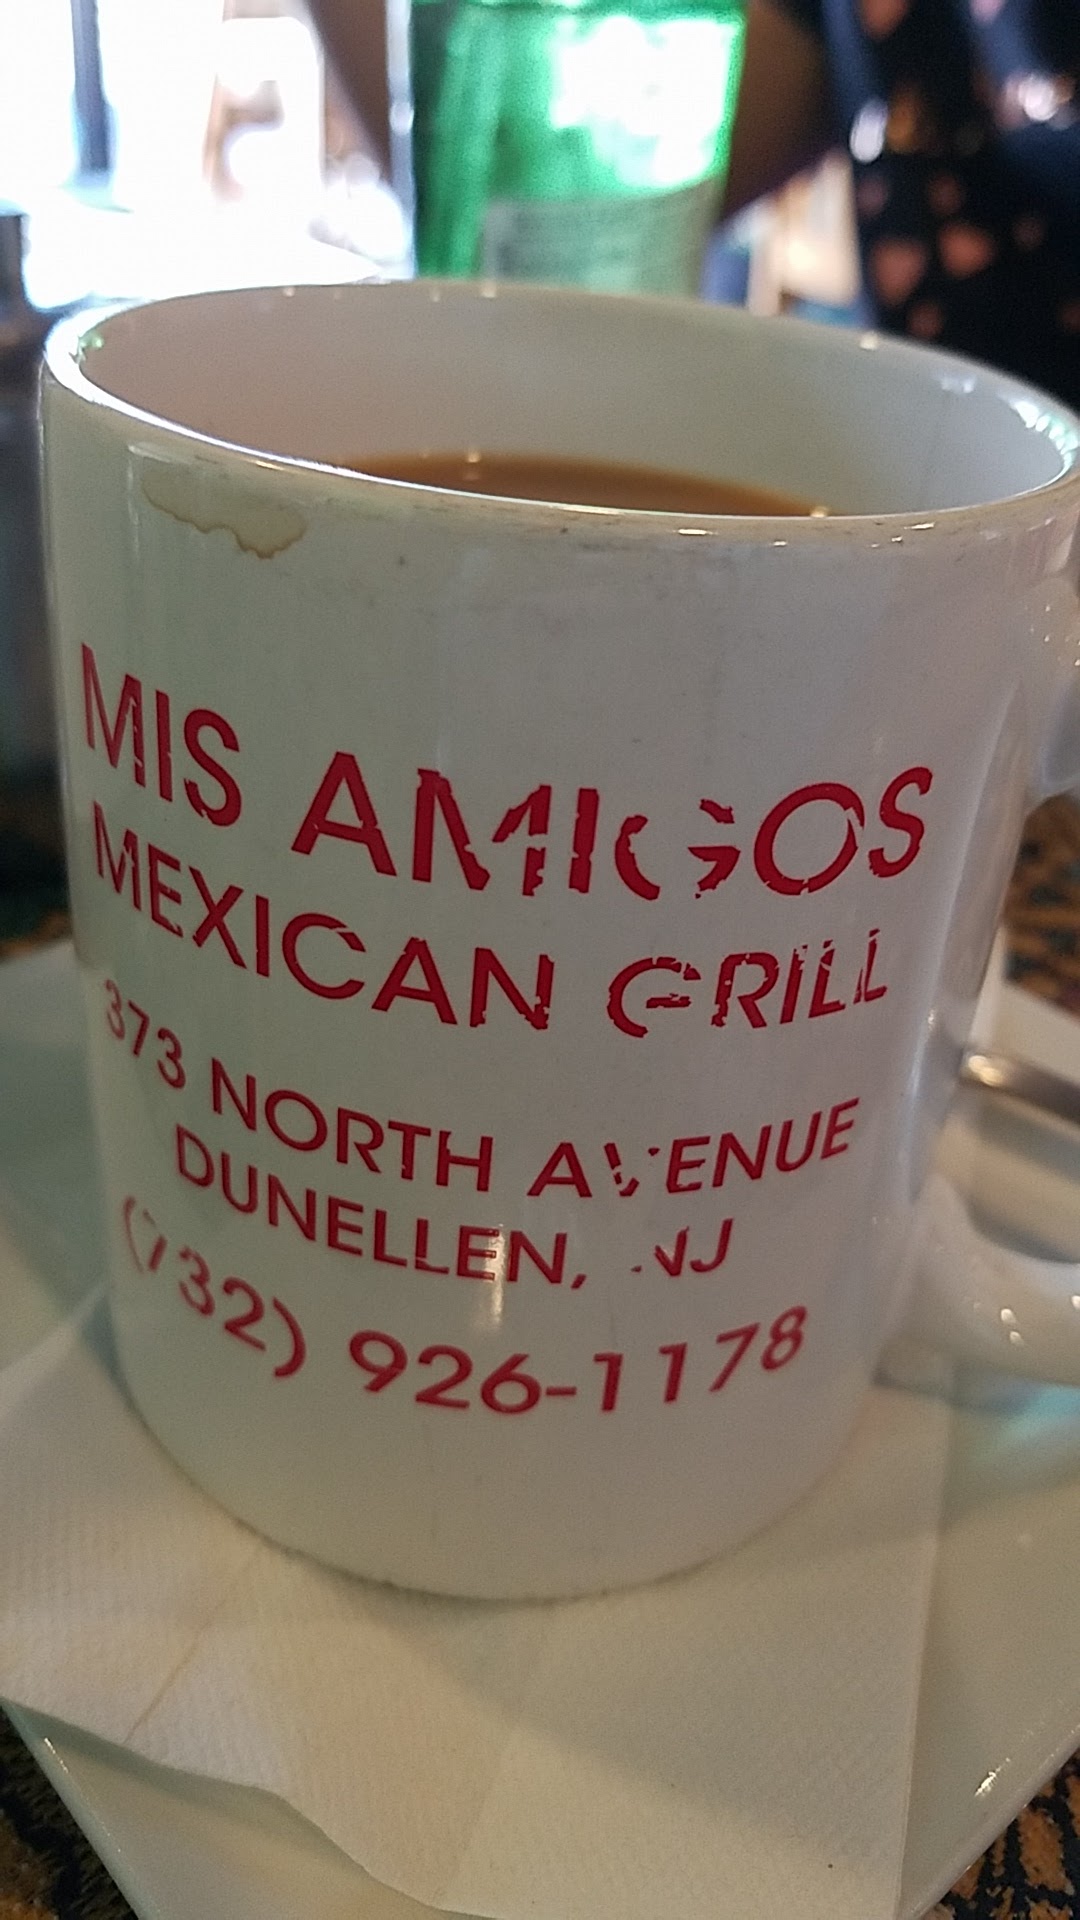 MIS AMIGOS
MEXICAN GRILL
373 NORTH AVENUE
DUNELLEN, NJ
(732) 926-1178